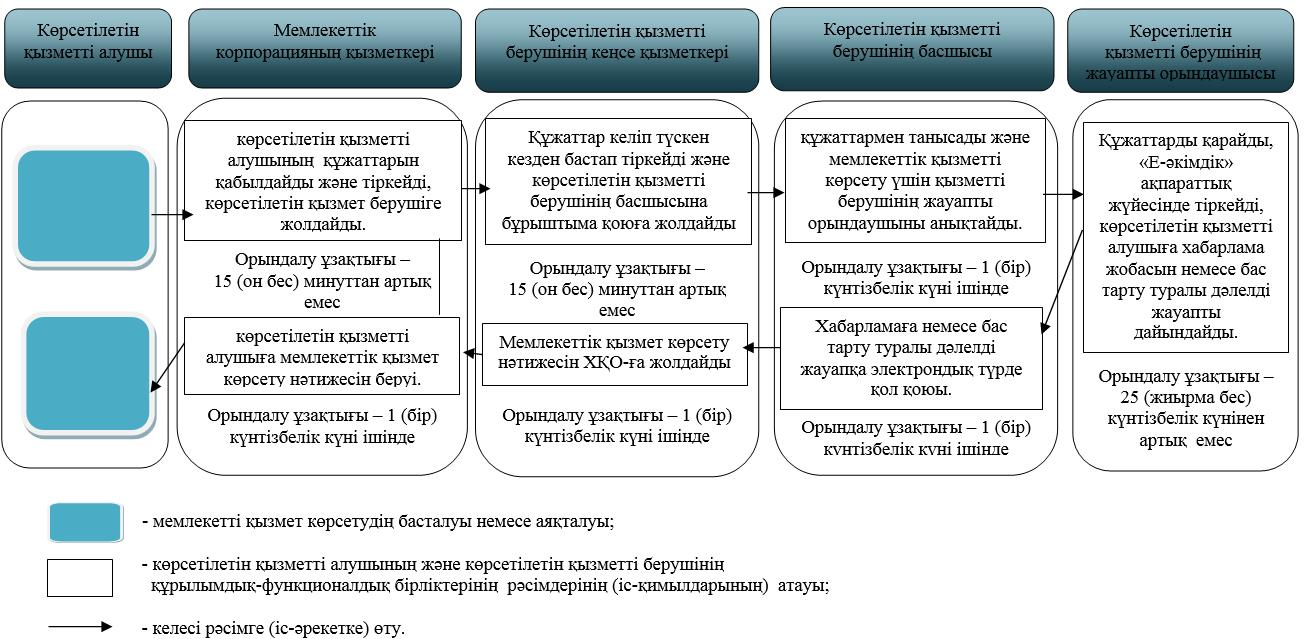 Көрсетілетін
қызметті алушы
Мемлекеттік
корпорацияның қызметкері
Көрсетілетін қызметті
берушінің кеңсе қызметкері
Көрсетілетін қызметті
берушінің басшысы
Көрсетілетін
қызметті берушінің
жауапты орындаушысы
көрсетілетін қызметті
алушының құжаттарын
қабылдайды және тіркейді,
көрсетілетін қызмет берушіге
жолдайды.
Орындалу ұзақтығы –
15 (он бес) минуттан артық
емес
көрсетілетін қызметті
алушыға мемлекеттік қызмет
көрсету нәтижесін беруі.
Орындалу ұзақтығы – 1 (бір)
күнтізбелік күні ішінде
Құжаттар келіп түскен
кезден бастап тіркейді және
көрсетілетін қызметті
берушінің басшысына
бұрыштыма қоюға жолдайды
Орындалу ұзақтығы –
15 (он бес) минуттан артық
емес
Мемлекеттік қызмет көрсету
нәтижесін ХҚО-ға жолдайды
Орындалу ұзақтығы – 1 (бір)
күнтізбелік күні ішінде
құжаттармен танысады және
мемлекеттік қызметті
көрсету үшін қызметті
берушінің жауапты
орындаушыны анықтайды.
Орындалу ұзақтығы – 1 (бір)
күнтізбелік күні ішінде
Хабарламаға немесе бас
тарту туралы дәлелді
жауапқа электрондық түрде
қол қоюы.
Орындалу ұзақтығы – 1 (бір)
күнтізбелік күні ішінде
Құжаттарды қарайды,
«Е-әкімдік»
ақпараттық
жүйесінде тіркейді,
көрсетілетін қызметті
алушыға хабарлама
жобасын немесе бас
тарту туралы дәлелді
жауапты
дайындайды.
Орындалу ұзақтығы –
25 (жиырма бес)
күнтізбелік күнінен
артық емес
- мемлекетті қызмет көрсетудің басталуы немесе аяқталуы;
- көрсетілетін қызметті алушының және көрсетілетін қызметті берушінің
құрылымдық-функционалдық бірліктерінің рәсімдерінің (іс-қимылдарының) атауы;
- келесі рәсімге (іс-әрекетке) өту.